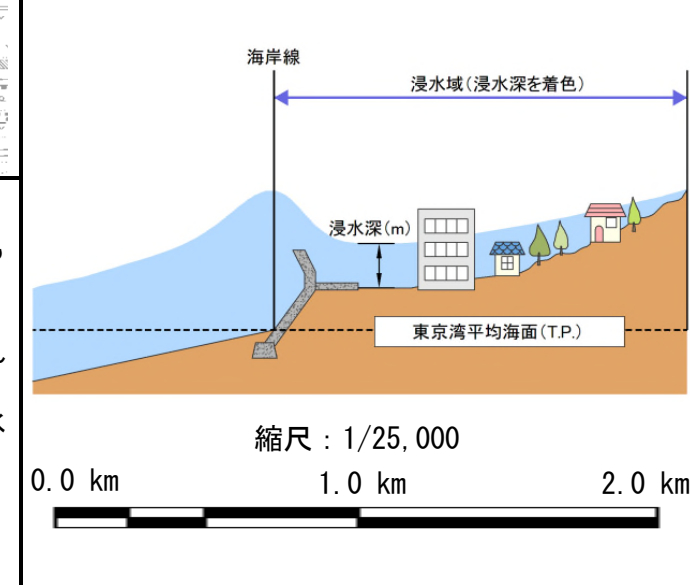 海岸線
浸水域(浸水深を着色)
浸水深(m)
東京湾平均海面(T.P.)
縮尺：1/25,000
0.0 km 1.0 km 2.0 km